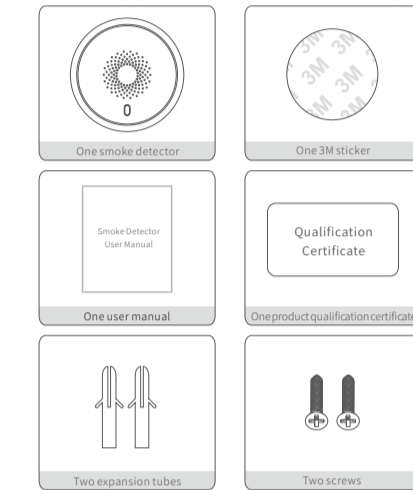 One smoke detector
3M 3M
3M 3M
3M 3M
One 3M sticker
Smoke Detector
User Manual
One user manual
Qualification
Certificate
One product qualification certificate
Two expansion tubes
Two screws